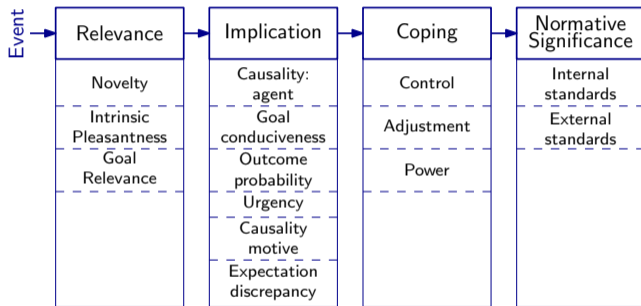 Event
Relevance
Novelty
Intrinsic
Pleasantness
Goal
Relevance
Implication
Causality:
agent
Goal
conduciveness
Outcome
probability
Urgency
Causality
motive
Expectation
discrepancy
Coping
Control
Adjustment
Power
Normative
Significance
Internal
standards
External
standards